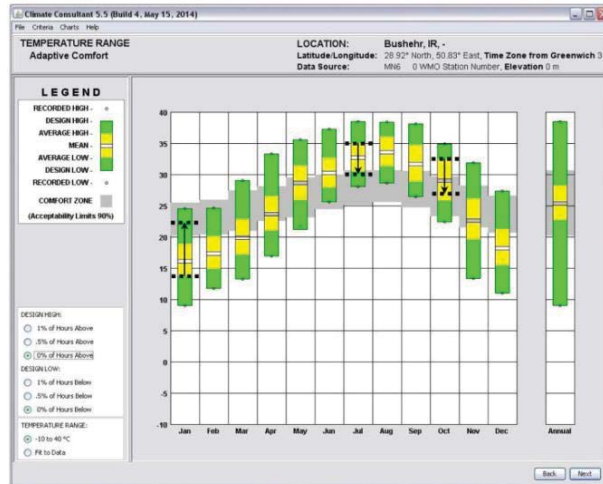 Climate Consultant 5.5 (Build 4, May 15, 2014)
File Criteria Charts Help
TEMPERATURE RANGE
Adaptive Comfort
LOCATION: Bushehr, IR, -
Latitude/Longitude: 28.92° North, 50.83° East, Time Zone from Greenwich 3
Data Source: MN6 0 WMO Station Number, Elevation 0 m
LEGEND
RECORDED HIGH -
DESIGN HIGH -
AVERAGE HIGH -
MEAN -
AVERAGE LOW -
DESIGN LOW -
RECORDED LOW -
COMFORT ZONE
(Acceptability Limits 90%)
DESIGN HIGH:
1% of Hours Above
.5% of Hours Above
0% of Hours Above
DESIGN LOW:
1% of Hours Below
.5% of Hours Below
0% of Hours Below
TEMPERATURE RANGE:
-10 to 40 °C
Fit to Data
40
35
30
25
20
15
10
5
0
-5
-10
Jan Feb Mar Apr May Jun Jul Aug Sep Oct Nov Dec Annual
Back Next